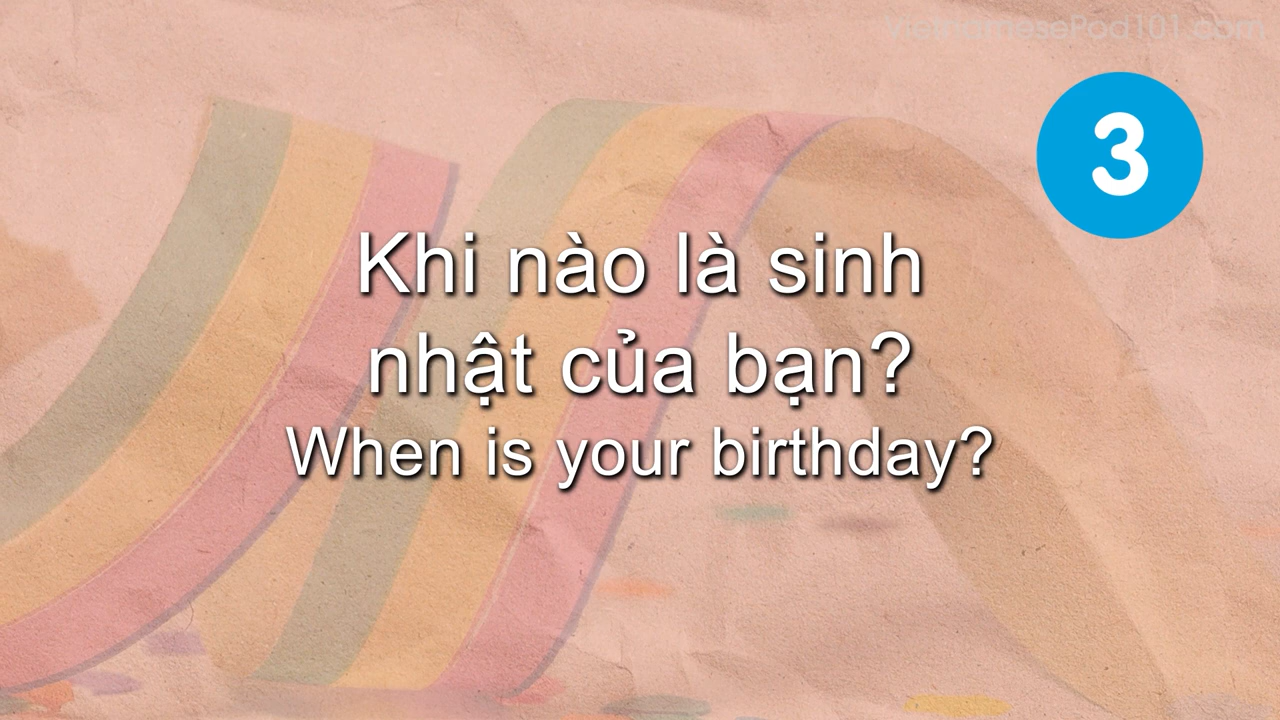 VietnamesePod101.com
3
Khi nào là sinh
nhật của bạn?
When is your birthday?